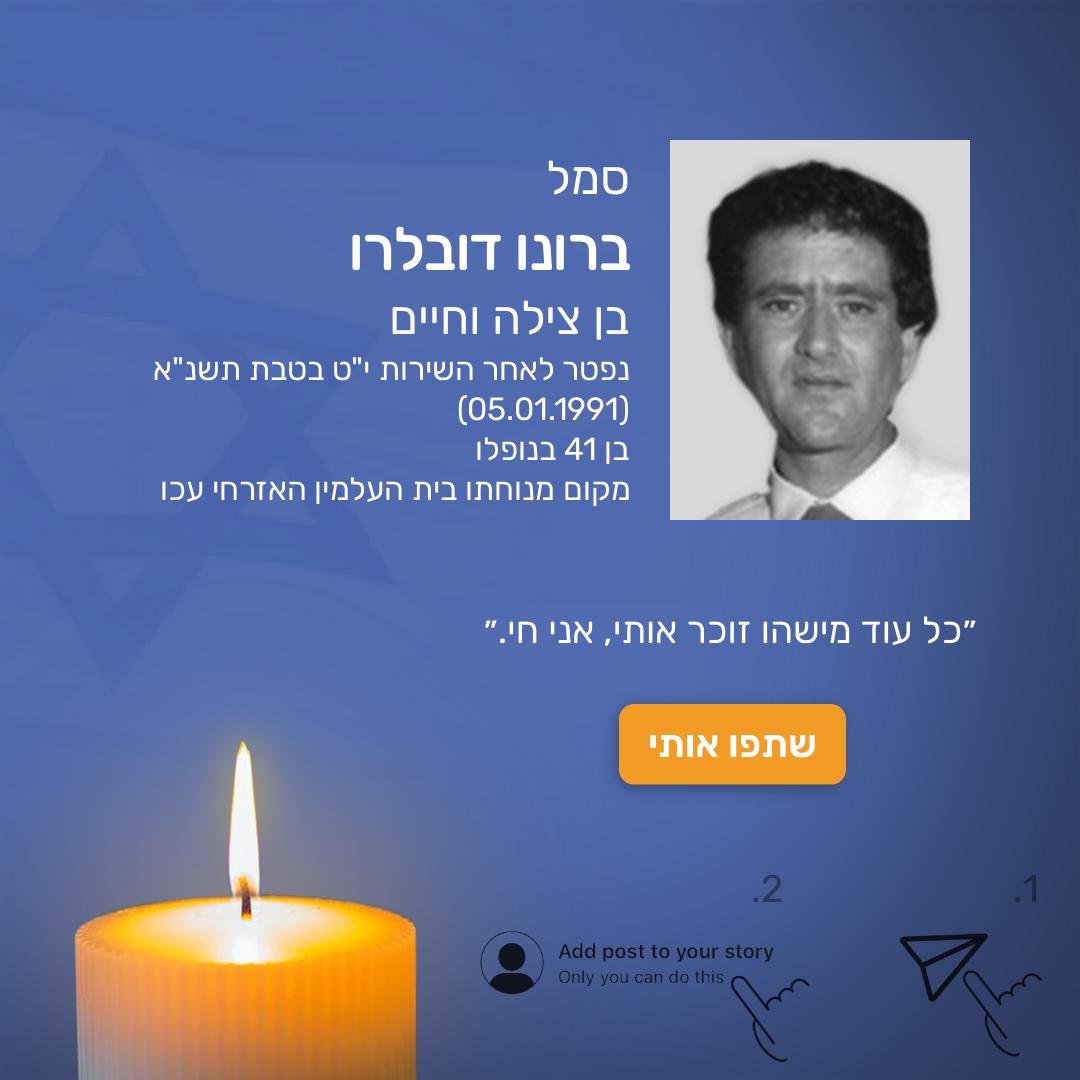 סמל
ברונו דובלרו
בן צילה וחיים
נפטר לאחר השירות י"ט בטבת תשנ"א
(05.01.1991)
בן 41 בנופלו
מקום מנוחתו בית העלמין האזרחי עכו
״כל עוד מישהו זוכר אותי, אני חי.״
שתפו אותי
1.
2.
Add post to your story
Only you can do this